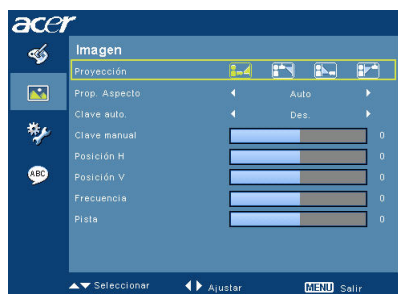 acer
Imagen
Proyección
Prop. Aspecto Auto
Clave auto. Des.
Clave manual 0
Posición H 0
Posición V 0
Frecuencia 0
Pista 0
ABC
Seleccionar Ajustar MENU Salir